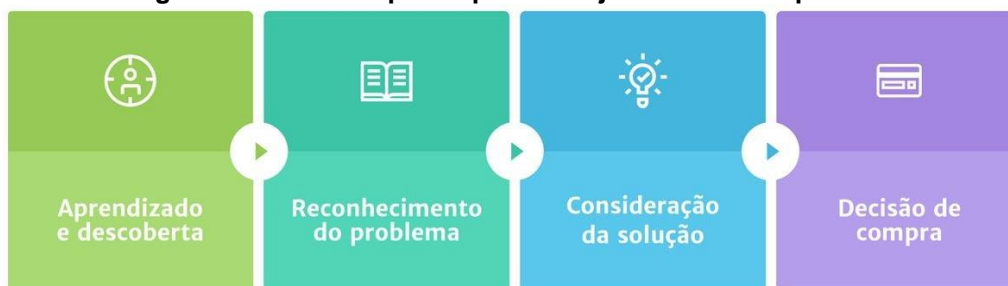 Aprendizado
e descoberta
Reconhecimento
do problema
Consideração
da solução
Decisão de
compra